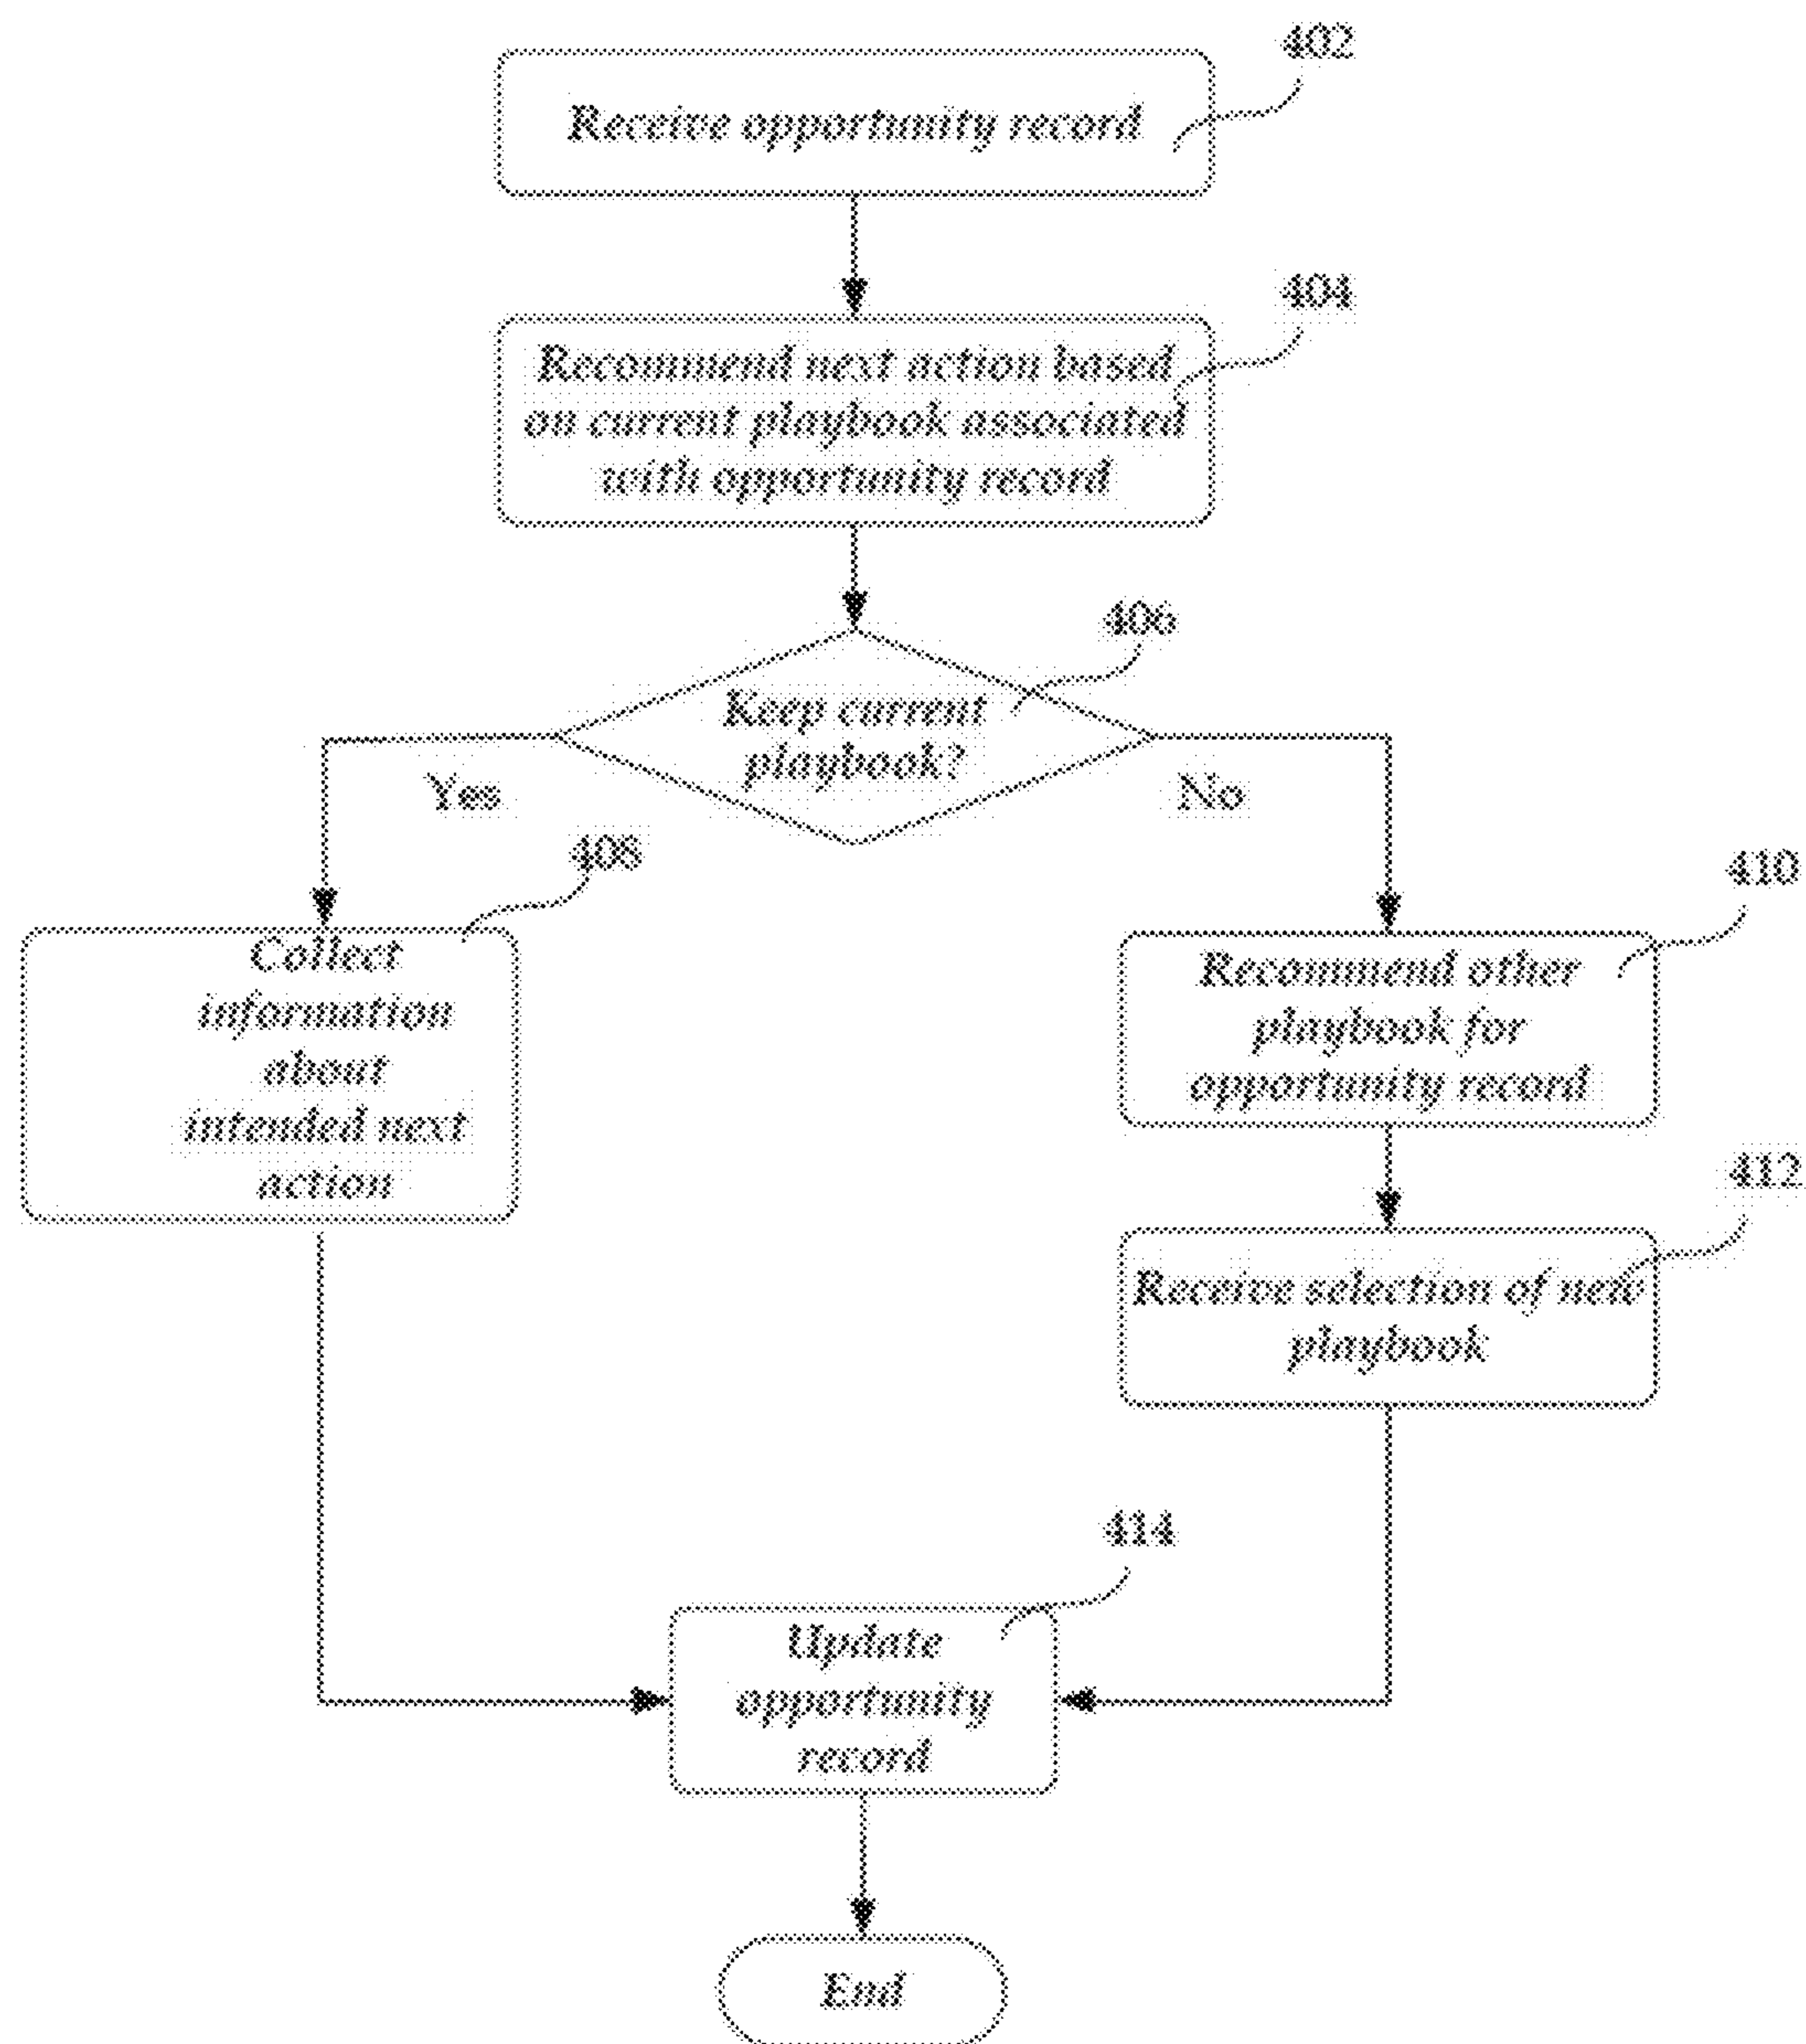 402
Receive opportunity record
404
Recommend next action based
on current playbook associated
with opportunity record
406
Keep current
playbook?
Yes
No
408
Collect
information
about
intended next
action
410
Recommend other
playbook for
opportunity record
412
Receive selection of new
playbook
414
Update
opportunity
record
End